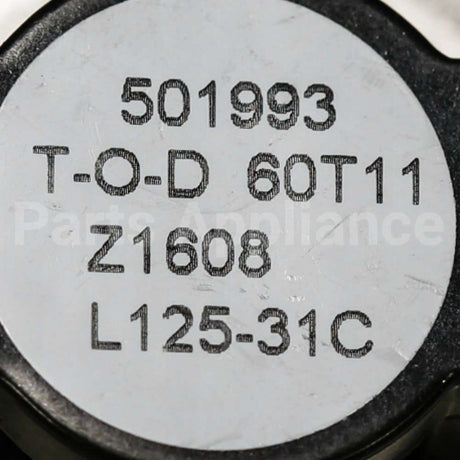 501993
T-O-D 60T11
Parts Appliance
Z1608
L125-31C